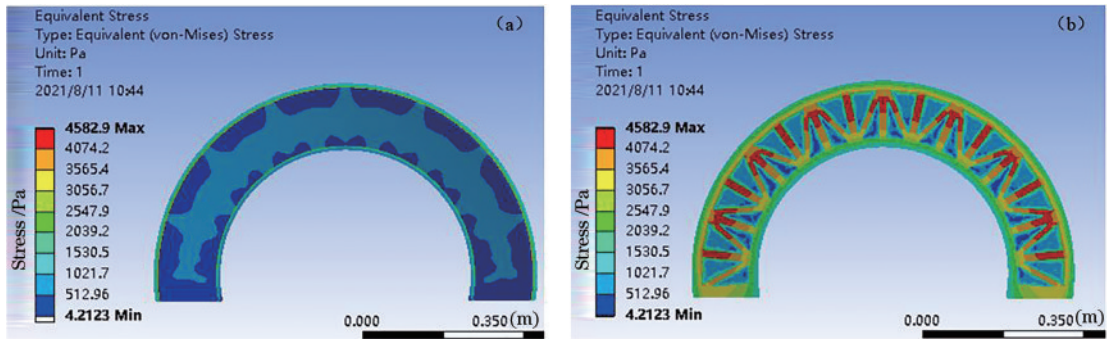 Equivalent Stress
Type: Equivalent (von-Mises) Stress
Unit: Pa
Time: 1
2021/8/11 10:44
(a)
Stress /Pa
4582.9 Max
4074.2
3565.4
3056.7
2547.9
2039.2
1530.5
1021.7
512.96
4.2123 Min
0.000
0.350(m)
Equivalent Stress
Type: Equivalent (von-Mises) Stress
Unit: Pa
Time: 1
2021/8/11 10:44
(b)
Stress /Pa
4582.9 Max
4074.2
3565.4
3056.7
2547.9
2039.2
1530.5
1021.7
512.96
4.2123 Min
0.000
0.350(m)